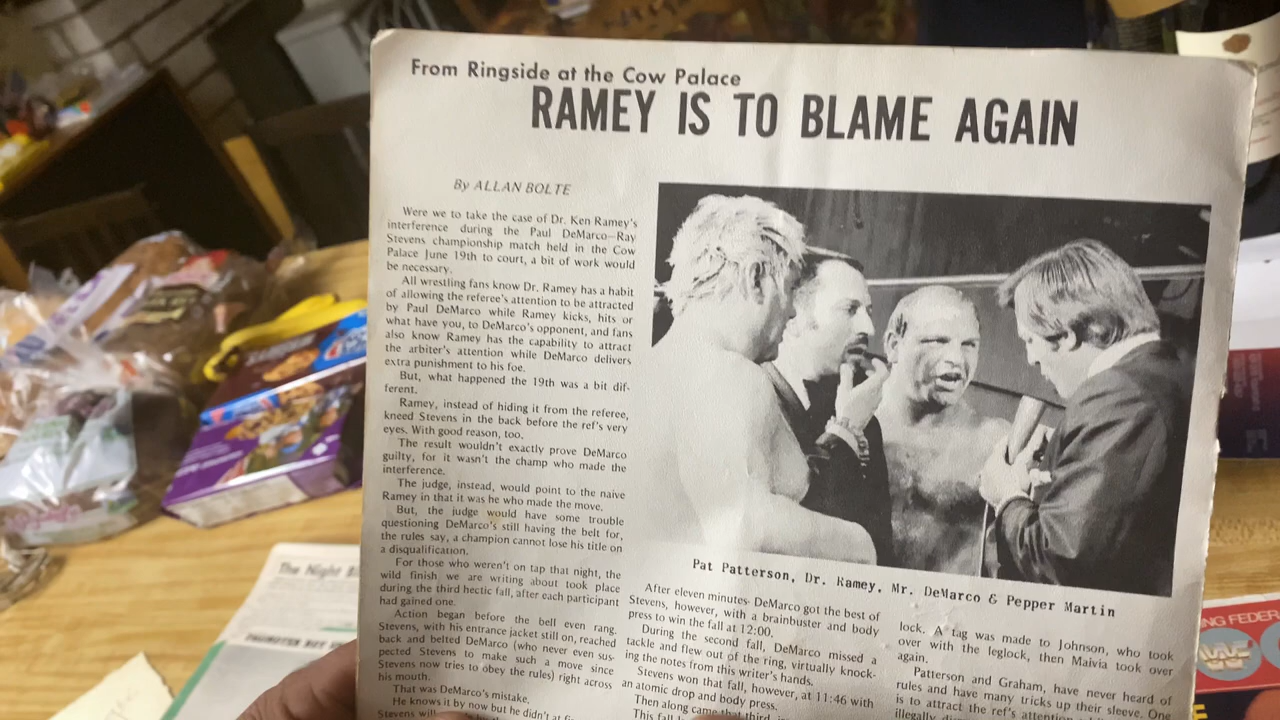 From Ringside at the Cow Palace
RAMEY IS TO BLAME AGAIN
By ALLAN BOLTE
Were we to take the case of Dr. Ken Ramey's
interference during the Paul DeMarco—Ray
Stevens championship match held in the Cow
Palace June 19th to court, a bit of work would
be necessary.
All wrestling fans know Dr. Ramey has a habit
of allowing the referee's attention to be attracted
by Paul DeMarco while Ramey kicks, hits or
what have you, to DeMarco's opponent, and fans
also know Ramey has the capability to attract
the arbiter's attention while DeMarco delivers
extra punishment to his foe.
But, what happened the 19th was a bit dif-
ferent.
Ramey, instead of hiding it from the referee,
kneed Stevens in the back before the ref's very
eyes. With good reason, too.
The result wouldn't exactly prove DeMarco
guilty, for it wasn't the champ who made the
interference.
The judge, instead, would point to the naive
Ramey in that it was he who made the move.
But, the judge would have some trouble
questioning DeMarco's still having the belt, for
the rules say, a champion cannot lose his title on
a disqualification.
For those who weren't on tap that night, the
wild finish we are writing about took place
during the third hectic fall, after each participant
had gained one.
Action began before the bell even rang.
Stevens, with his entrance jacket still on, reached
back and belted DeMarco (who never even sus-
pected Stevens to make such a move since
Stevens now tries to obey the rules) right across
his mouth.
That was DeMarco's mistake.
He knows it by now but he didn't at
Stevens
Pat Patterson, Dr. Ramey, Mr. DeMarco & Pepper Martin
After eleven minutes DeMarco got the best of
Stevens, however, with a brainbuster and body
press to win the fall at 12:00.
During the second fall, DeMarco missed a
tackle and flew out of the ring, virtually knock-
ing the notes from this writer's hands.
Stevens won that fall, however, at 11:46 with
an atomic drop and body press.
Then along came that third
This fall
lock. A tag was made to Johnson, who took
over with the leglock, then Maivia took over
again.
Patterson and Graham, have never heard of
rules and have many tricks up their sleeve. One
is to attract the ref's attention
illegally
The Night